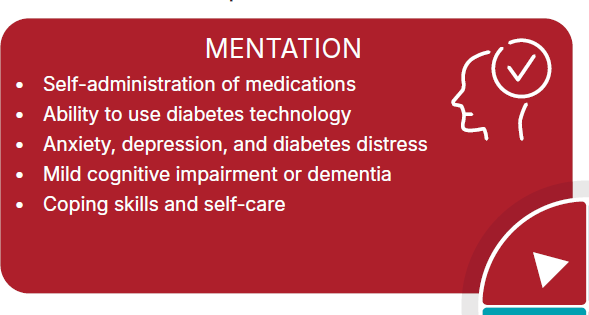 MENTATION
• Self-administration of medications
• Ability to use diabetes technology
• Anxiety, depression, and diabetes distress
• Mild cognitive impairment or dementia
• Coping skills and self-care